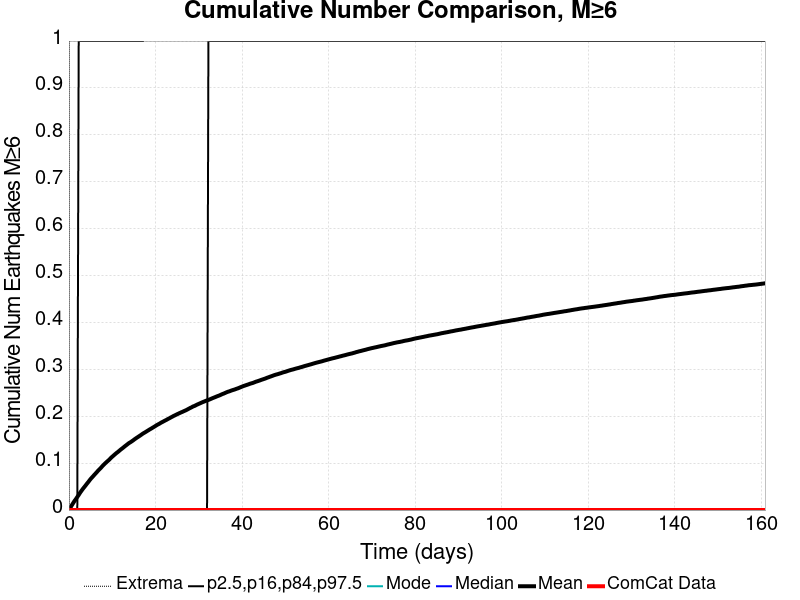 Cumulative Number Comparison, M≥6
Cumulative Num Earthquakes M≥6
1
0.9
0.8
0.7
0.6
0.5
0.4
0.3
0.2
0.1
0
0 20 40 60 80 100 120 140 160
Time (days)
Extrema p2.5,p16,p84,p97.5 Mode Median Mean ComCat Data